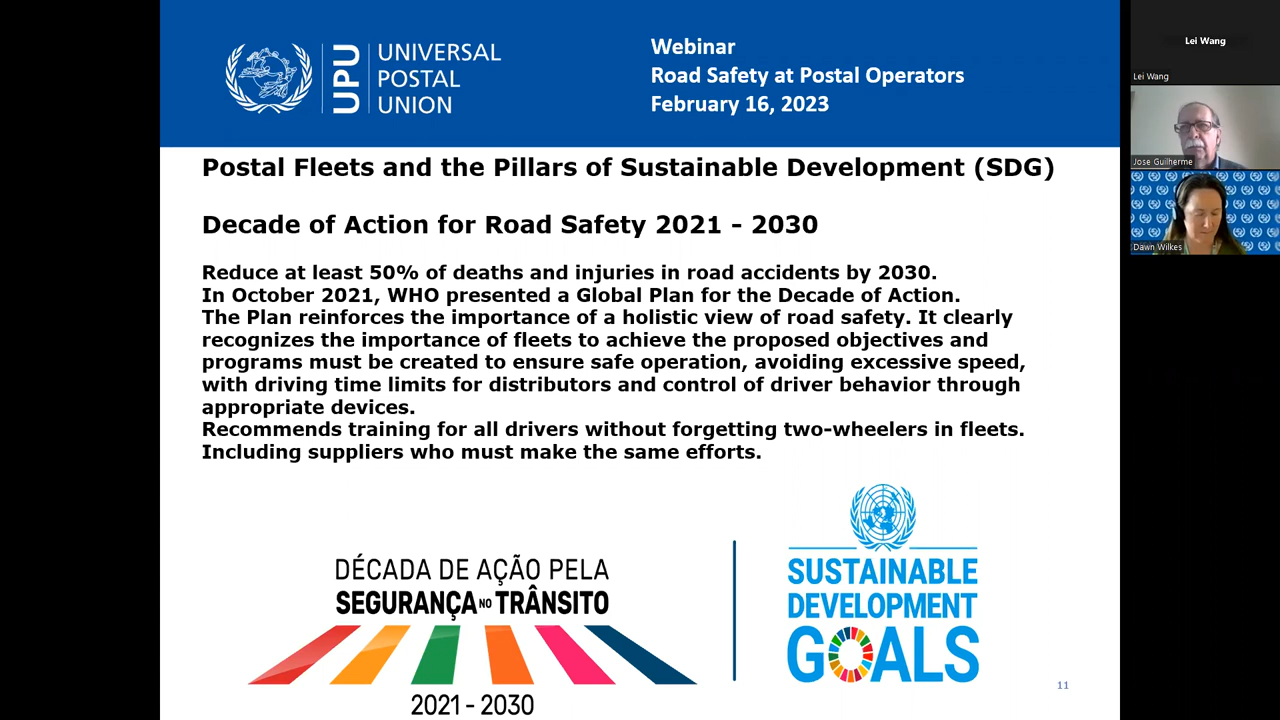 UPU
UNIVERSAL
POSTAL
UNION
Webinar
Road Safety at Postal Operators
February 16, 2023
Postal Fleets and the Pillars of Sustainable Development (SDG)
Decade of Action for Road Safety 2021 - 2030
Reduce at least 50% of deaths and injuries in road accidents by 2030.
In October 2021, WHO presented a Global Plan for the Decade of Action.
The Plan reinforces the importance of a holistic view of road safety. It clearly
recognizes the importance of fleets to achieve the proposed objectives and
programs must be created to ensure safe operation, avoiding excessive speed,
with driving time limits for distributors and control of driver behavior through
appropriate devices.
Recommends training for all drivers without forgetting two-wheelers in fleets.
Including suppliers who must make the same efforts.
DÉCADA DE AÇÃO PELA
SEGURANÇA NO TRÂNSITO
2021 - 2030
SUSTAINABLE
DEVELOPMENT
GOALS
11
Lei Wang
Lei Wang
Jose Guilherme
Dawn Wilkes